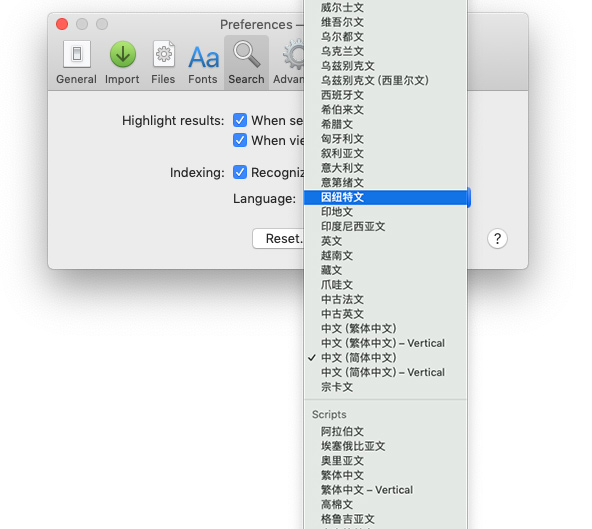 Preferences —
General
Import
Files
Fonts
Search
Highlight results:
When
When
Indexing:
Language:
Reset.
?
威尔士文
维吾尔文
乌尔都文
乌克兰文
乌兹别克文
乌兹别克文 (西里尔文)
西班牙文
希伯来文
希腊文
匈牙利文
叙利亚文
意大利文
意第绪文
因纽特文
印地文
印度尼西亚文
英文
越南文
藏文
爪哇文
中古法文
中古英文
中文 (繁体中文)
中文 (繁体中文) – Vertical
✓ 中文 (简体中文)
中文 (简体中文) – Vertical
宗卡文
Scripts
阿拉伯文
埃塞俄比亚文
奥里亚文
繁体中文
繁体中文 – Vertical
高棉文
格鲁吉亚文